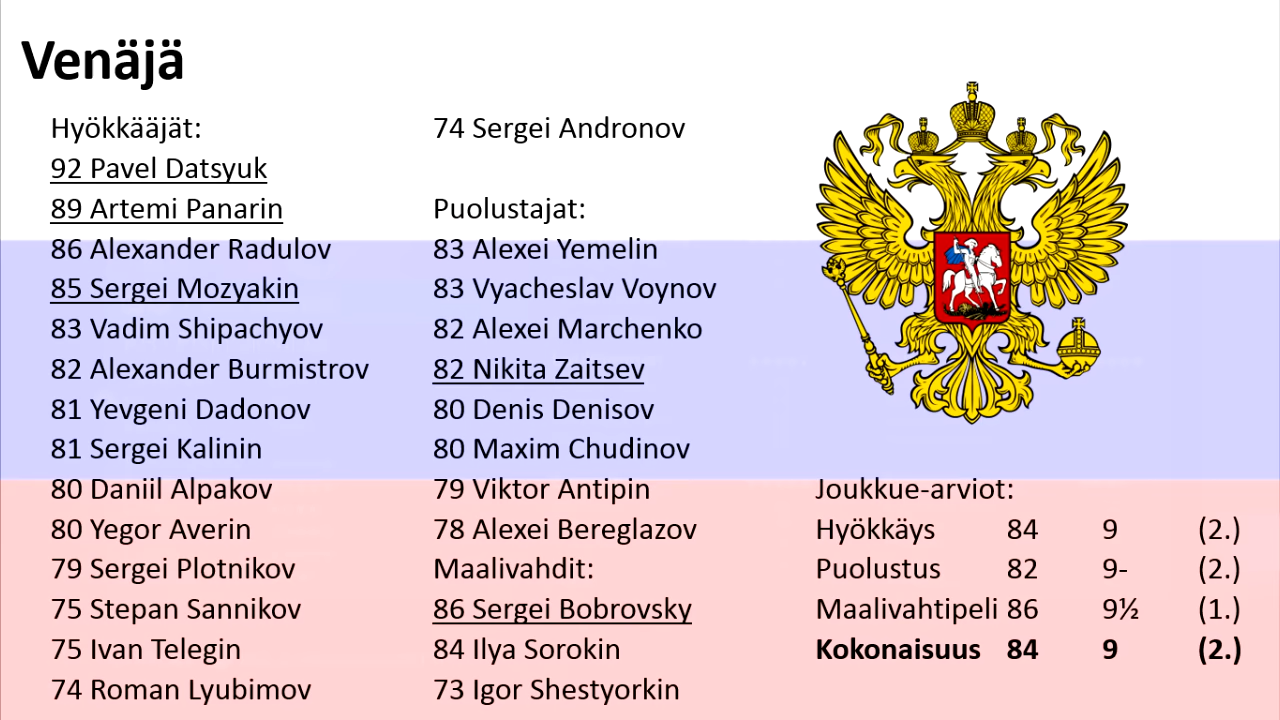 Venäjä
Hyökkääjät:
92 Pavel Datsyuk
89 Artemi Panarin
86 Alexander Radulov
85 Sergei Mozyakin
83 Vadim Shipachyov
82 Alexander Burmistrov
81 Yevgeni Dadonov
81 Sergei Kalinin
80 Daniil Alpakov
80 Yegor Averin
79 Sergei Plotnikov
75 Stepan Sannikov
75 Ivan Telegin
74 Roman Lyubimov
74 Sergei Andronov
Puolustajat:
83 Alexei Yemelin
83 Vyacheslav Voynov
82 Alexei Marchenko
82 Nikita Zaitsev
80 Denis Denisov
80 Maxim Chudinov
79 Viktor Antipin
78 Alexei Bereglazov
Maalivahdit:
86 Sergei Bobrovsky
84 Ilya Sorokin
73 Igor Shestyorkin
Joukkue-arviot:
Hyökkäys 84 9 (2.)
Puolustus 82 9- (2.)
Maalivahtipeli 86 9½ (1.)
Kokonaisuus 84 9 (2.)